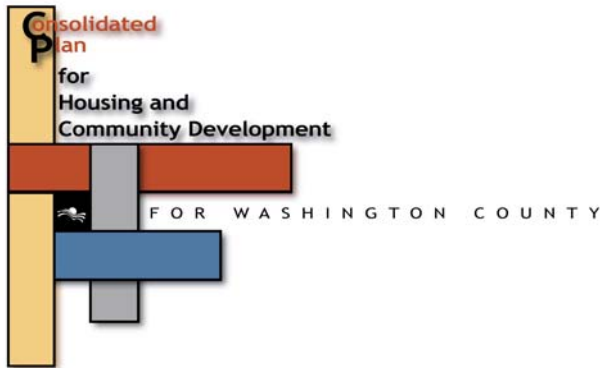 Consolidated
Plan
for
Housing and
Community Development
FOR WASHINGTON COUNTY